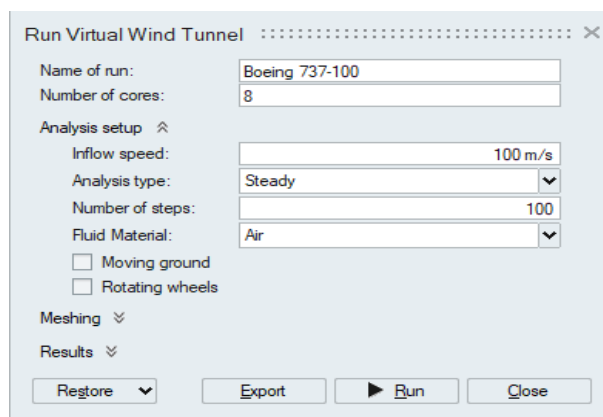 Run Virtual Wind Tunnel
Name of run: Boeing 737-100
Number of cores: 8
Analysis setup
Inflow speed: 100 m/s
Analysis type: Steady
Number of steps: 100
Fluid Material: Air
Moving ground
Rotating wheels
Meshing
Results
Restore Export Run Close